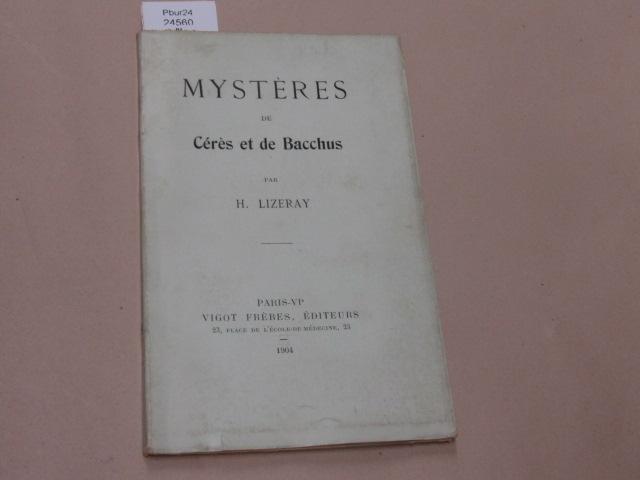 Pbur24
24560
MYSTÈRES
DE
Cérès et de Bacchus
PAR
H. LIZERAY
PARIS-VIᵉ
VIGOT FRÈRES, ÉDITEURS
23, PLACE DE L'ÉCOLE-DE-MÉDECINE, 23
1904